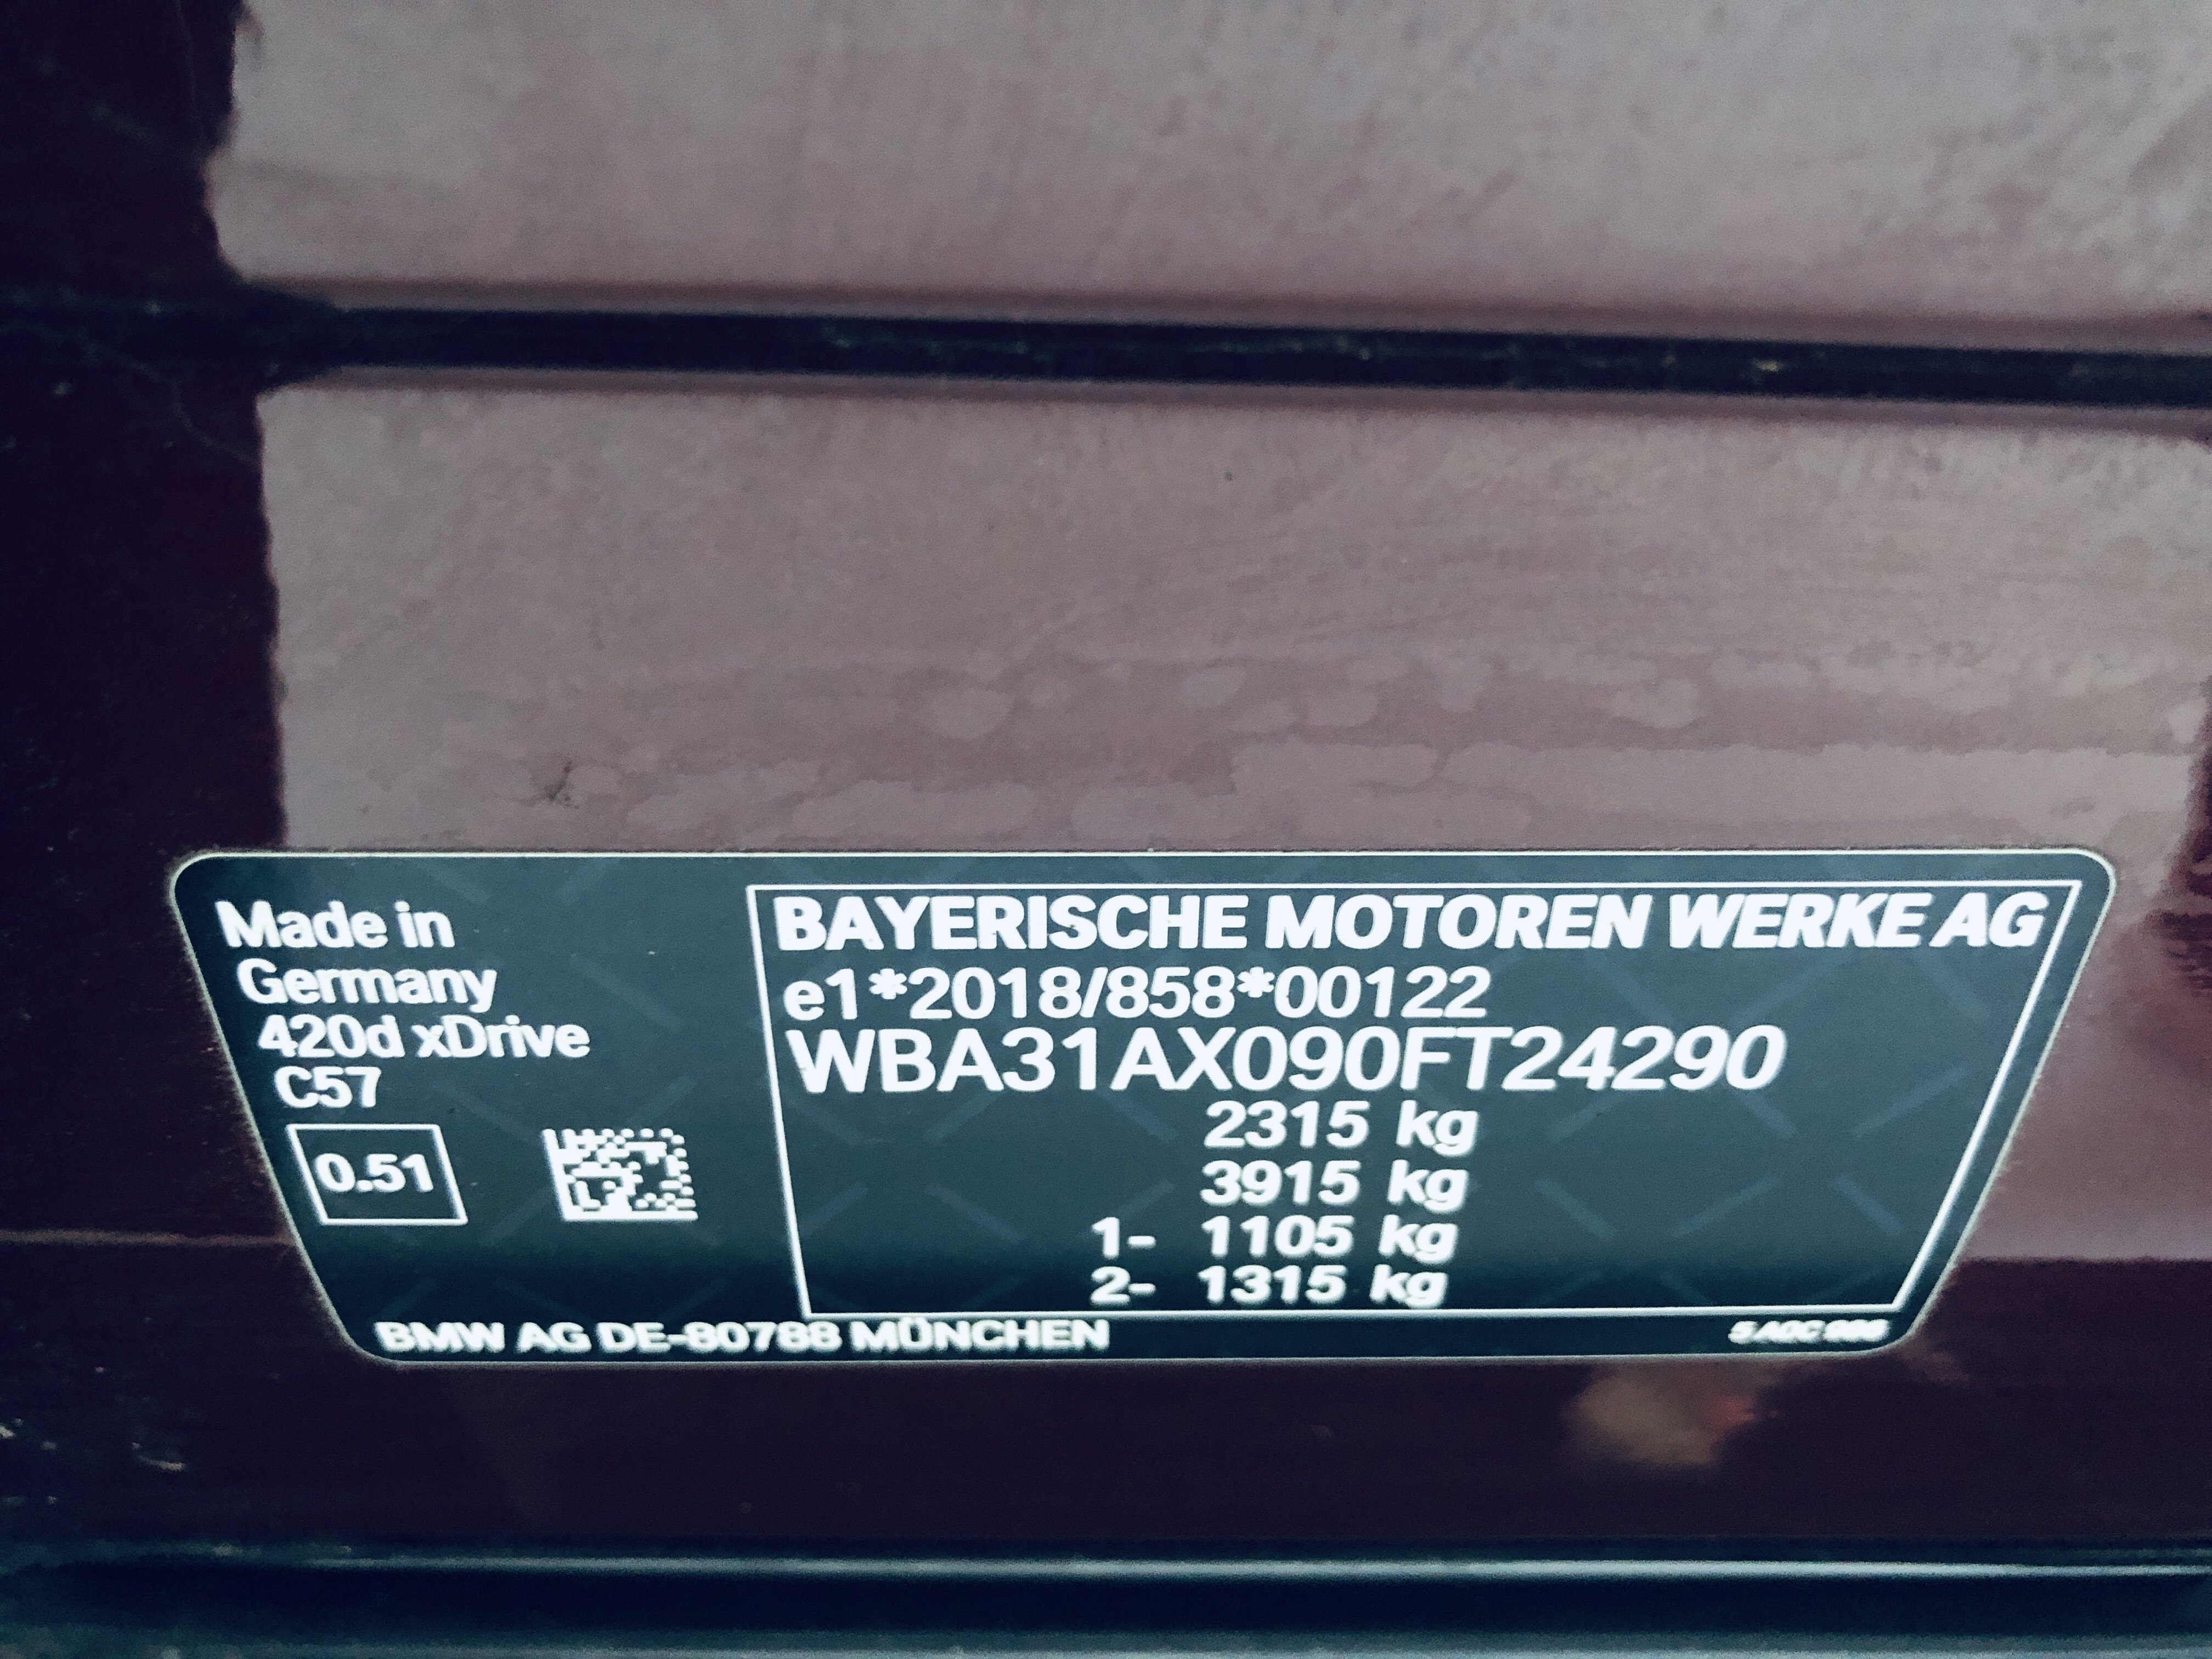 Made in
Germany
420d xDrive
C57
0.51
BAYERISCHE MOTOREN WERKE AG
e1*2018/858*00122
WBA31AX090FT24290
2315 kg
3915 kg
1- 1105 kg
2- 1315 kg
BMW AG DE-80788 MÜNCHEN